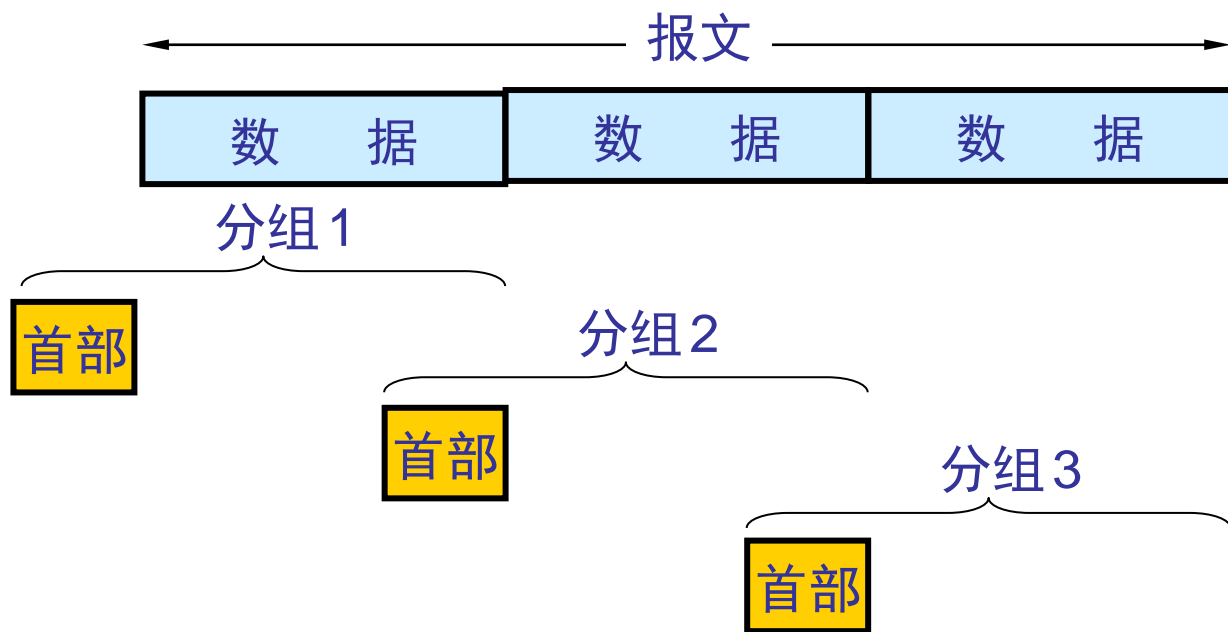 报文
数 据 数 据 数 据
分组1
首部
分组2
首部
分组3
首部